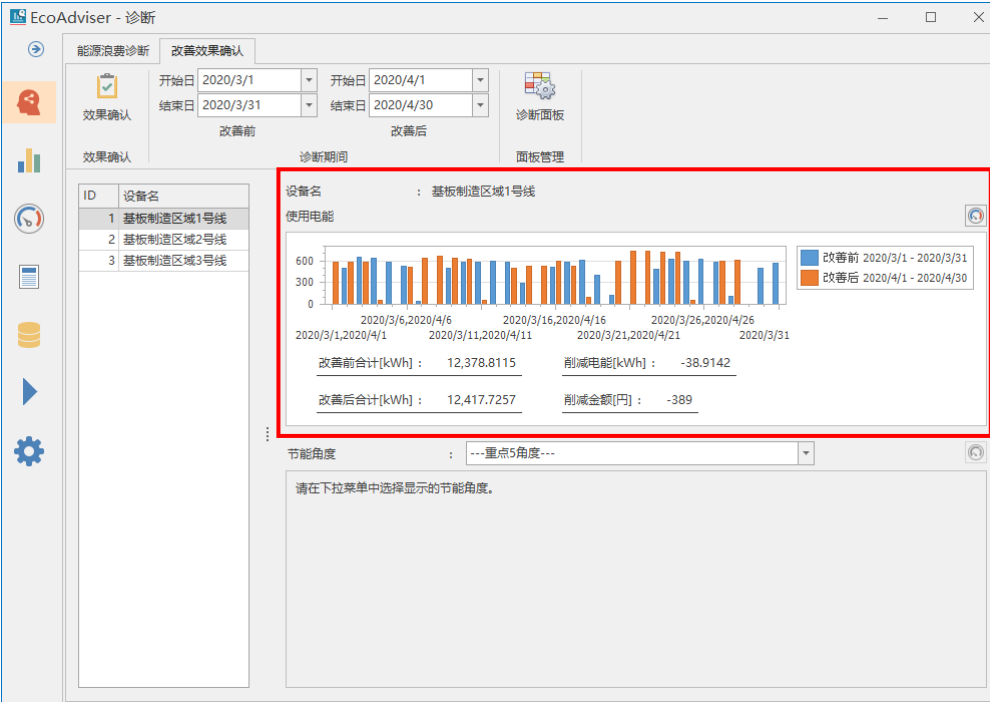 EcoAdviser - 诊断
能源浪费诊断 改善效果确认
开始日 2020/3/1 开始日 2020/4/1
结束日 2020/3/31 结束日 2020/4/30
效果确认 改善前 改善后 诊断面板
效果确认 诊断期间 面板管理
ID 设备名
1 基板制造区域1号线
2 基板制造区域2号线
3 基板制造区域3号线
设备名 : 基板制造区域1号线
使用电能
600
300
0
改善前 2020/3/1 - 2020/3/31
改善后 2020/4/1 - 2020/4/30
2020/3/6,2020/4/6 2020/3/16,2020/4/16 2020/3/26,2020/4/26
2020/3/1,2020/4/1 2020/3/11,2020/4/11 2020/3/21,2020/4/21 2020/3/31
改善前合计[kWh] : 12,378.8115 削减电能[kWh] : -38.9142
改善后合计[kWh] : 12,417.7257 削减金额[円] : -389
节能角度 : ---重点5角度---
请在下拉菜单中选择显示的节能角度。